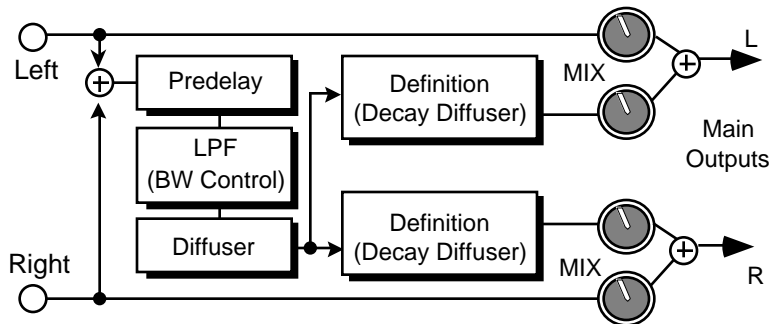 Left
Predelay
LPF
(BW Control)
Diffuser
Definition
(Decay Diffuser)
MIX
L
Main
Outputs
Right
Definition
(Decay Diffuser)
MIX
R